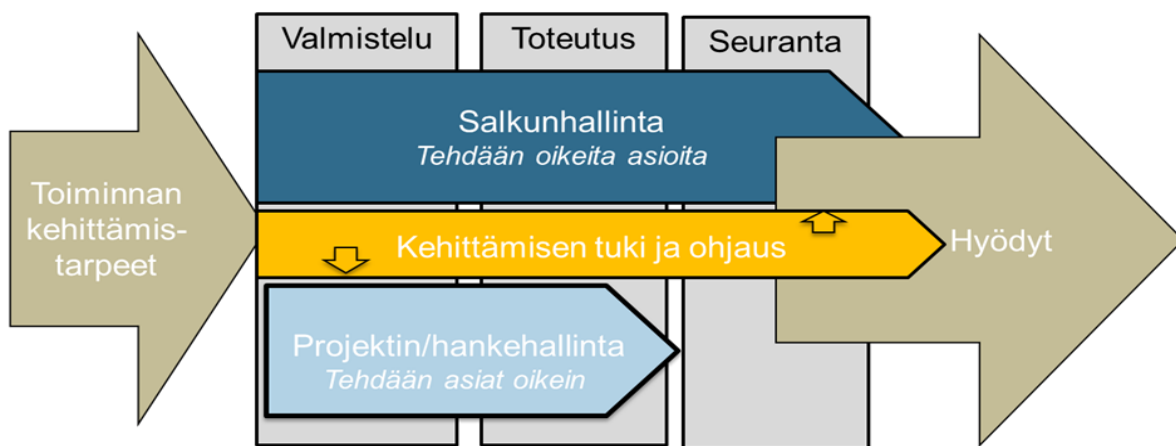 Valmistelu
Toteutus
Seuranta
Salkunhallinta
Tehdään oikeita asioita
Toiminnan
kehittämis-
tarpeet
Kehittämisen tuki ja ohjaus
Hyödyt
Projektin/hankehallinta
Tehdään asiat oikein